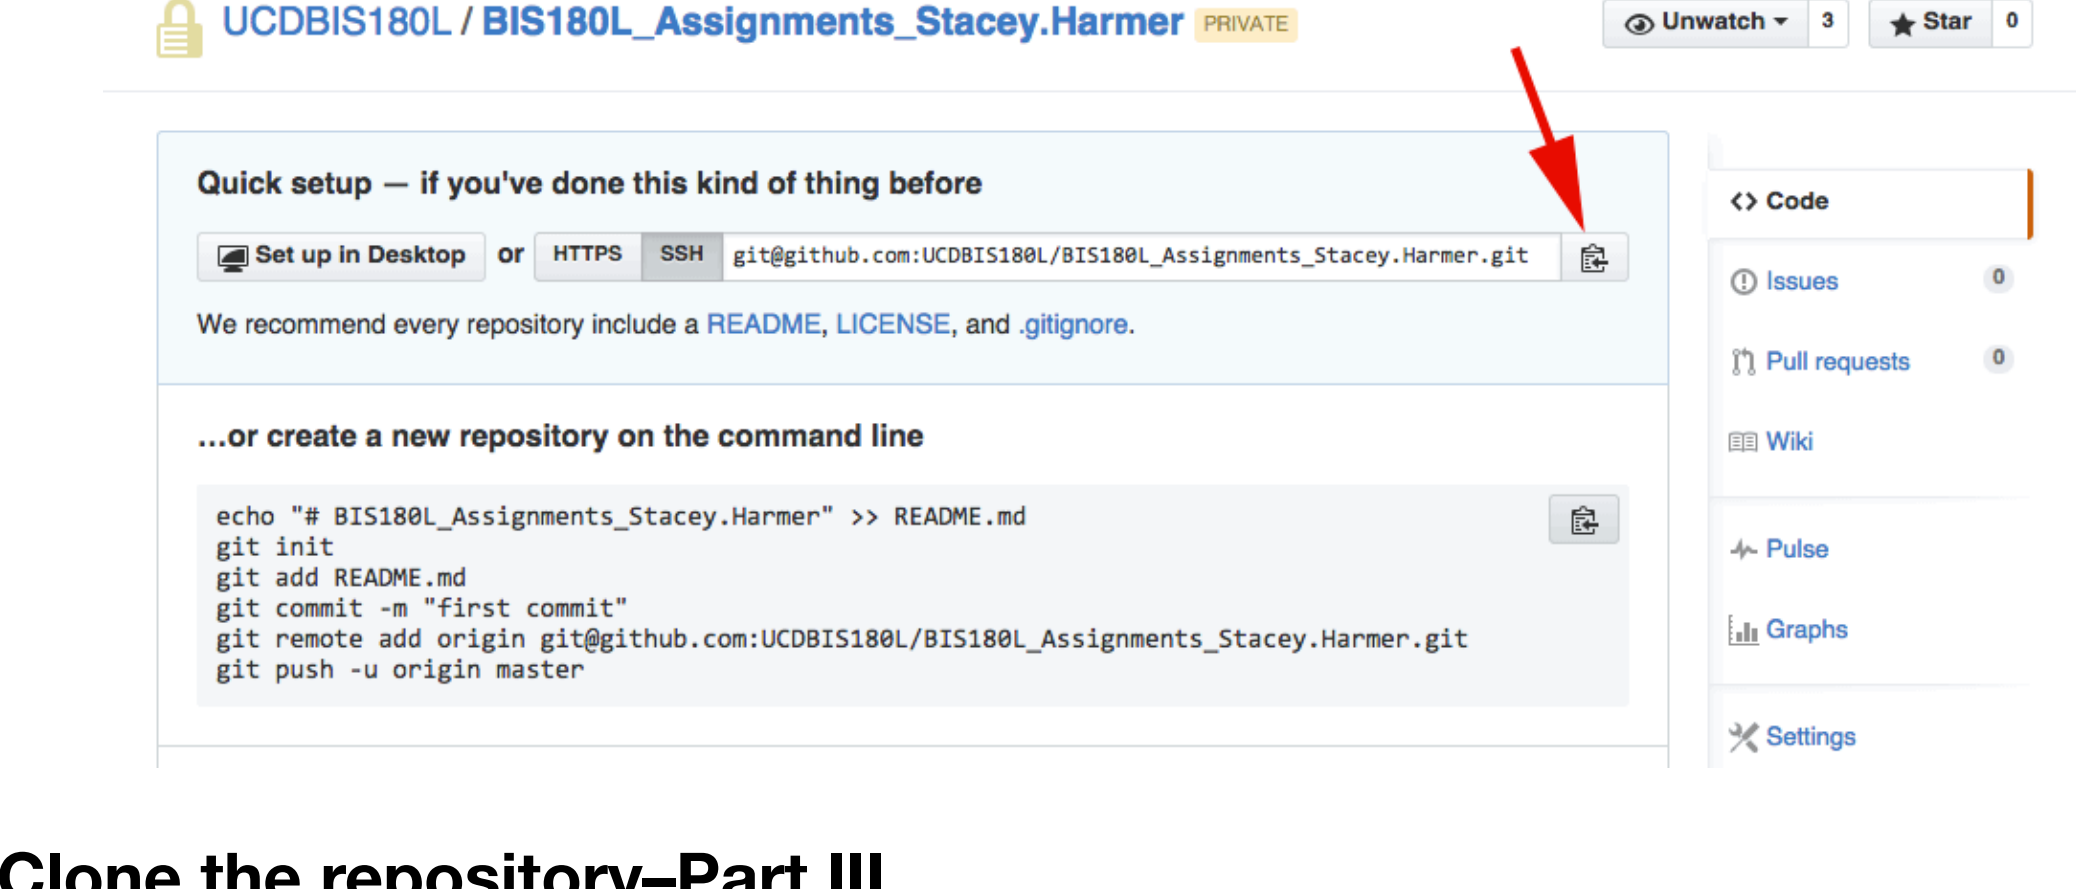 UCDBIS180L / BIS180L_Assignments_Stacey.Harmer PRIVATE Unwatch 3 Star 0
Quick setup — if you've done this kind of thing before
Set up in Desktop or HTTPS SSH git@github.com:UCDBIS180L/BIS180L_Assignments_Stacey.Harmer.git
We recommend every repository include a README, LICENSE, and .gitignore.
...or create a new repository on the command line
echo "# BIS180L_Assignments_Stacey.Harmer" >> README.md
git init
git add README.md
git commit -m "first commit"
git remote add origin git@github.com:UCDBIS180L/BIS180L_Assignments_Stacey.Harmer.git
git push -u origin master
<> Code
Issues 0
Pull requests 0
Wiki
Pulse
Graphs
Settings
Clone the repository–Part III